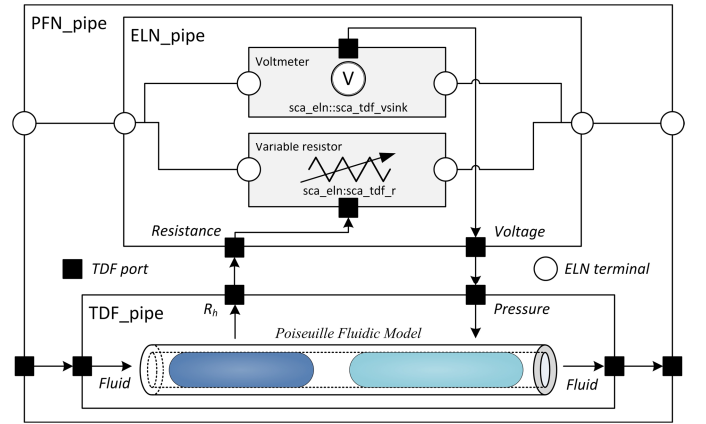 PFN_pipe
ELN_pipe
Voltmeter
V
sca_eln::sca_tdf_vsink
Variable resistor
sca_eln:sca_tdf_r
Resistance
Voltage
TDF port
ELN terminal
TDF_pipe
Rh
Pressure
Poiseuille Fluidic Model
Fluid
Fluid